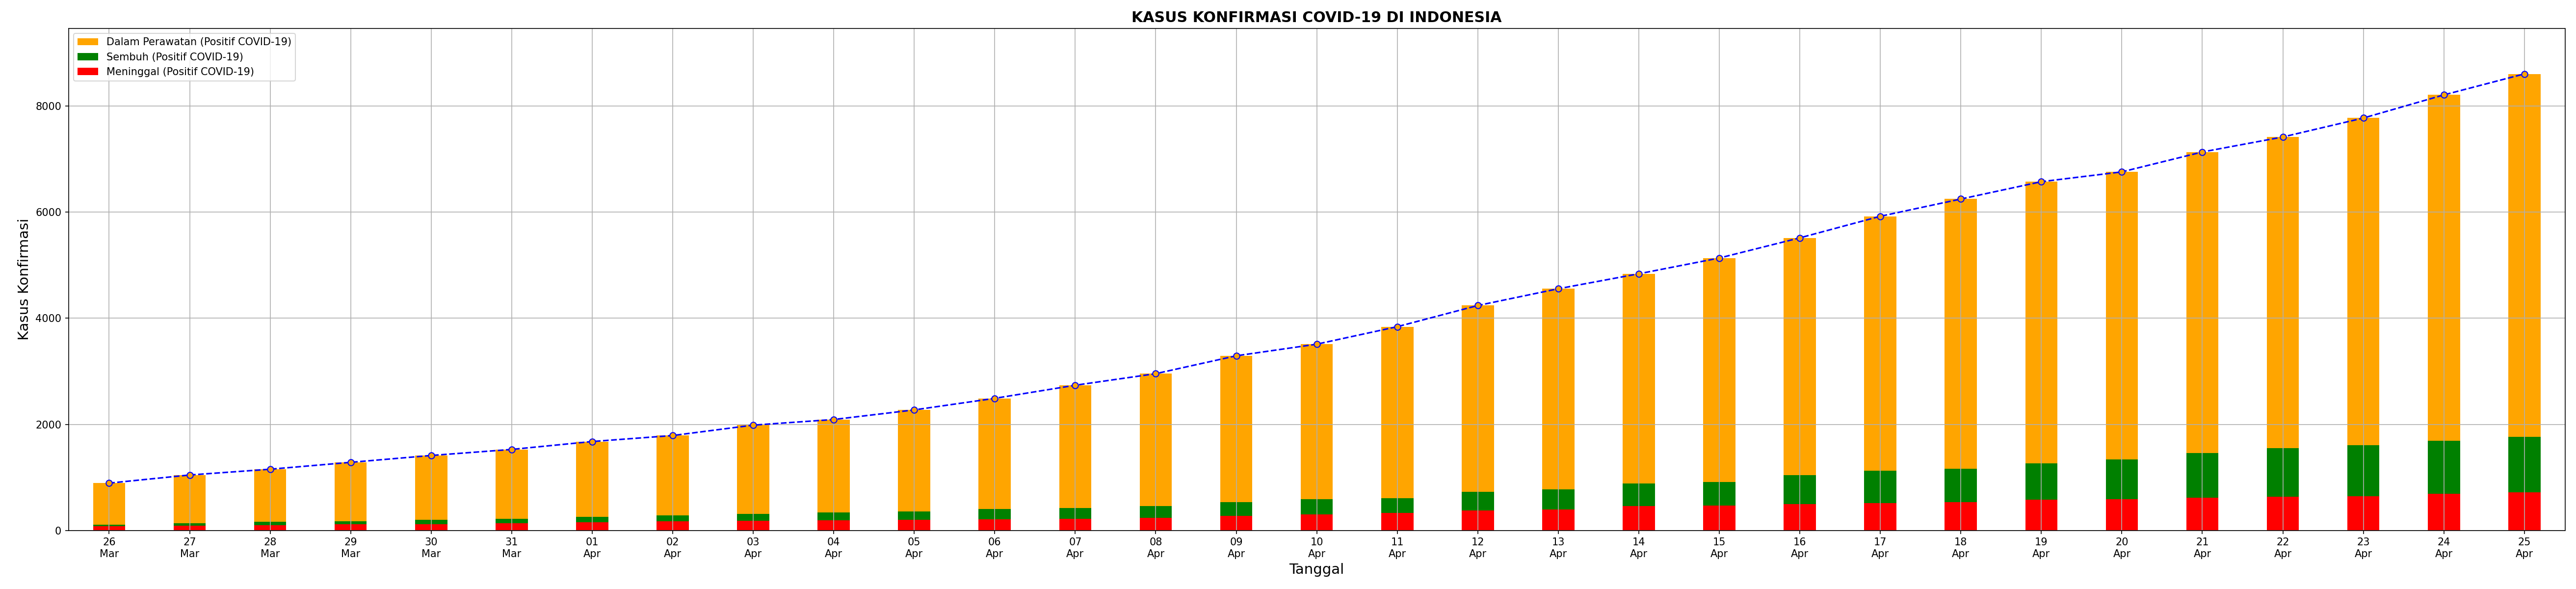 KASUS KONFIRMASI COVID-19 DI INDONESIA
Dalam Perawatan (Positif COVID-19)
Sembuh (Positif COVID-19)
Meninggal (Positif COVID-19)
Kasus Konfirmasi
8000
6000
4000
2000
0
26 27 28 29 30 31 01 02 03 04 05 06 07 08 09 10 11 12 13 14 15 16 17 18 19 20 21 22 23 24 25
Mar Mar Mar Mar Mar Mar Apr Apr Apr Apr Apr Apr Apr Apr Apr Apr Apr Apr Apr Apr Apr Apr Apr Apr Apr Apr Apr Apr Apr Apr Apr
Tanggal